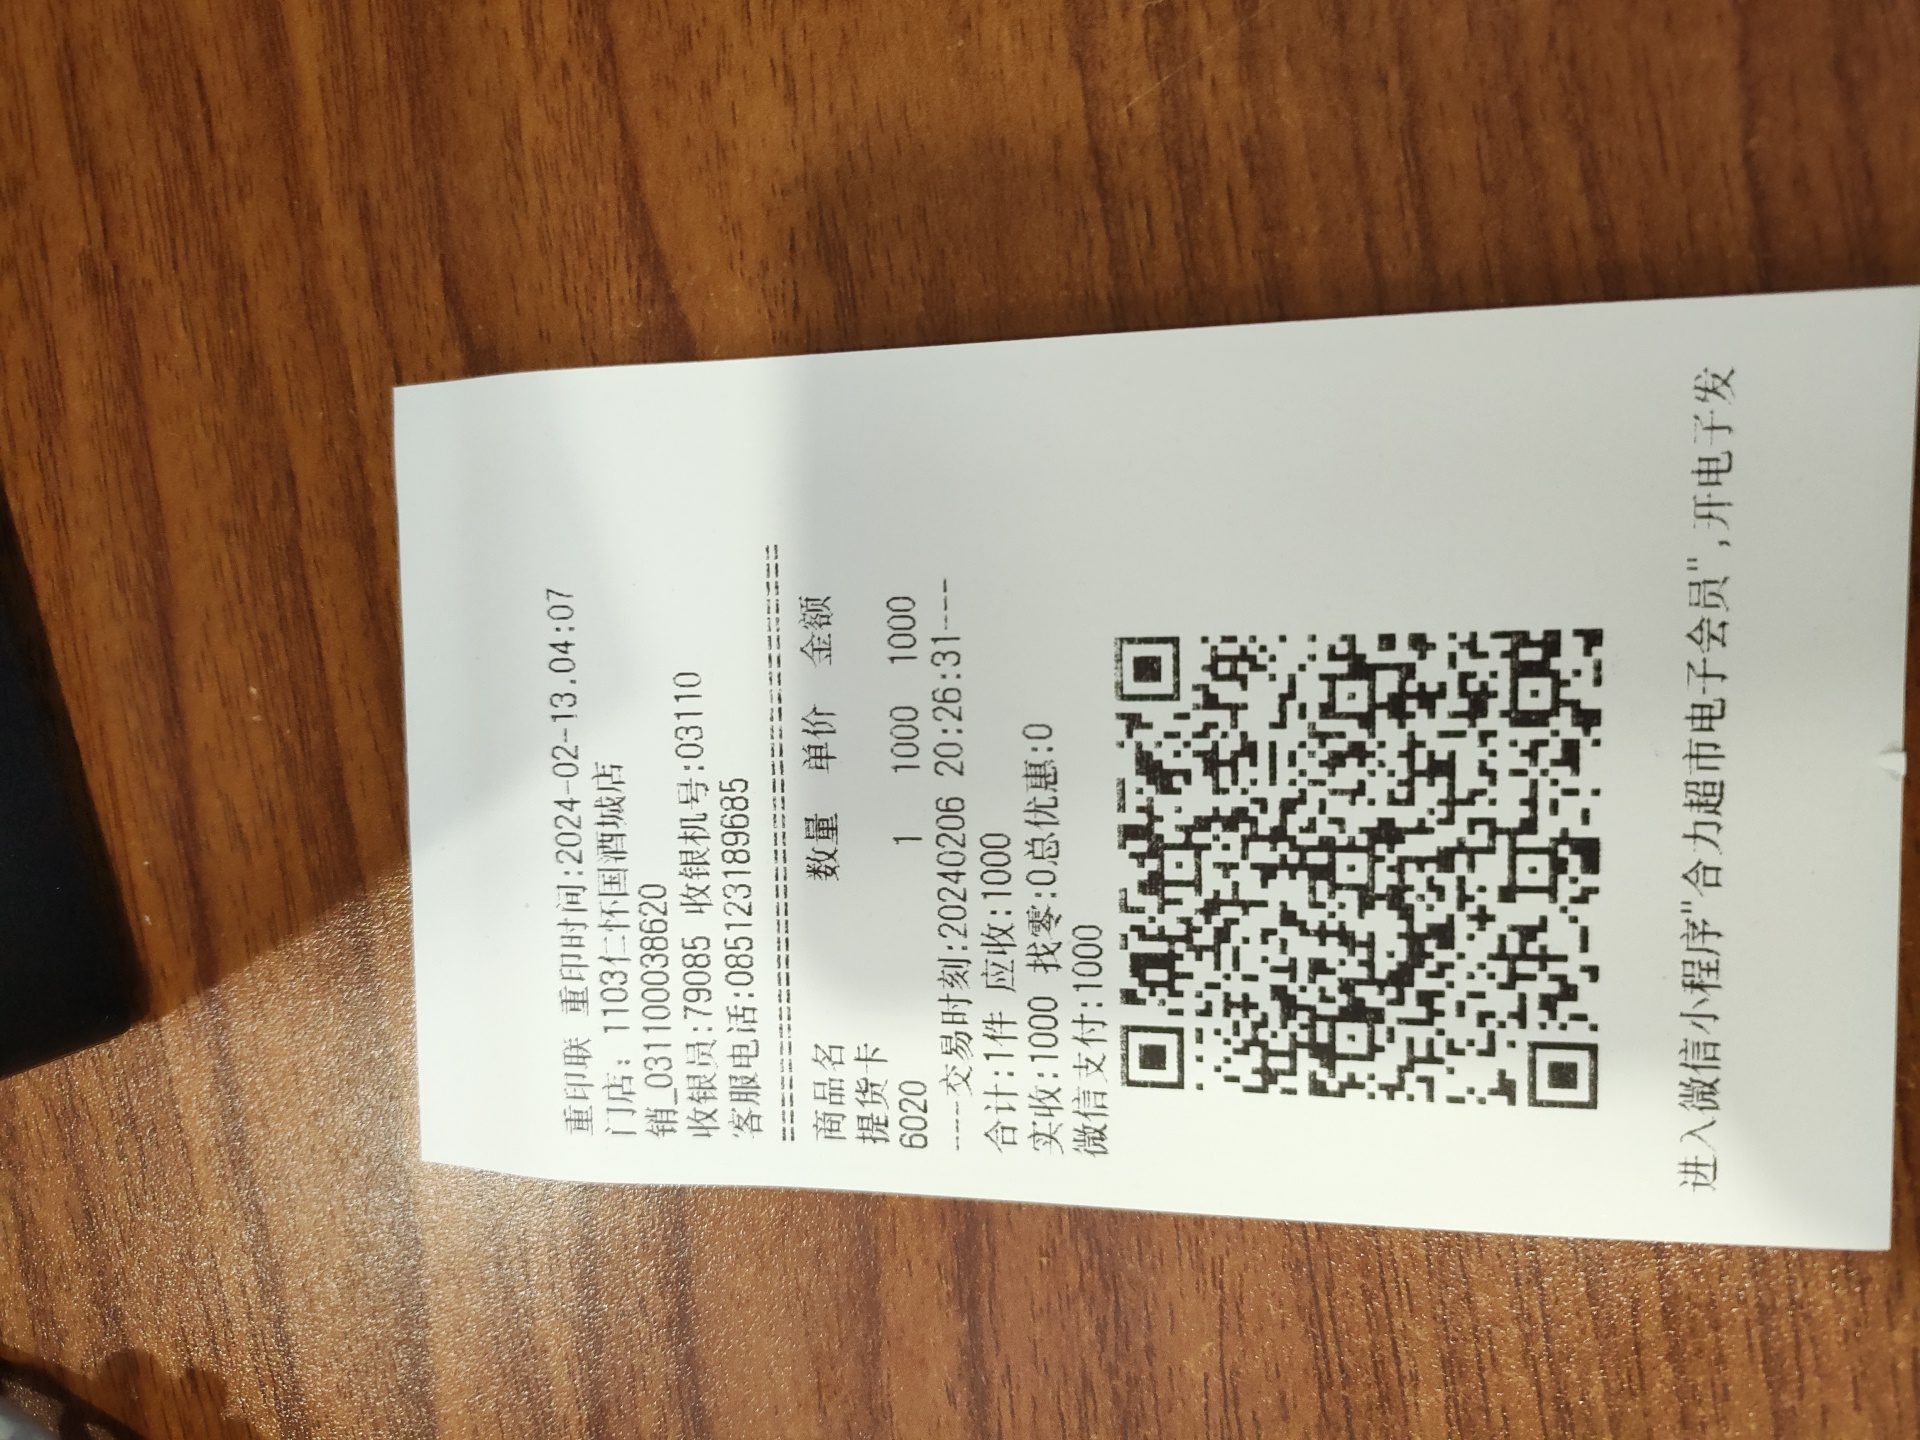 重印联 重印时间:2024-02-13.04:07
门店: 1103仁怀国酒城店
销_0311000038620
收银员:79085 收银机号:03110
客服电话:085123189685
================================
商品名 数量 单价 金额
提货卡
6020 1 1000 1000
----交易时刻:20240206 20:26:31----
合计:1件 应收:1000
实收:1000 找零:0总优惠:0
微信支付:1000
进入微信小程序"合力超市电子会员",开电子发